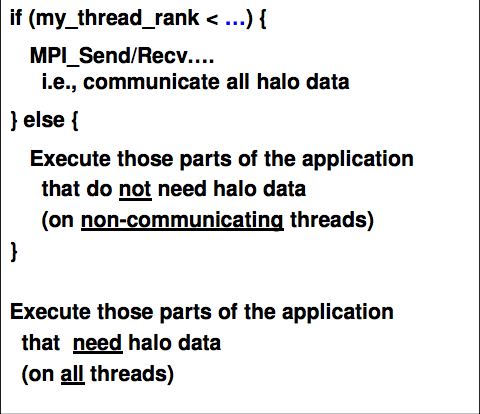 if (my_thread_rank < ...) {
MPI_Send/Recv....
i.e., communicate all halo data
} else {
Execute those parts of the application
that do not need halo data
(on non-communicating threads)
}
Execute those parts of the application
that need halo data
(on all threads)